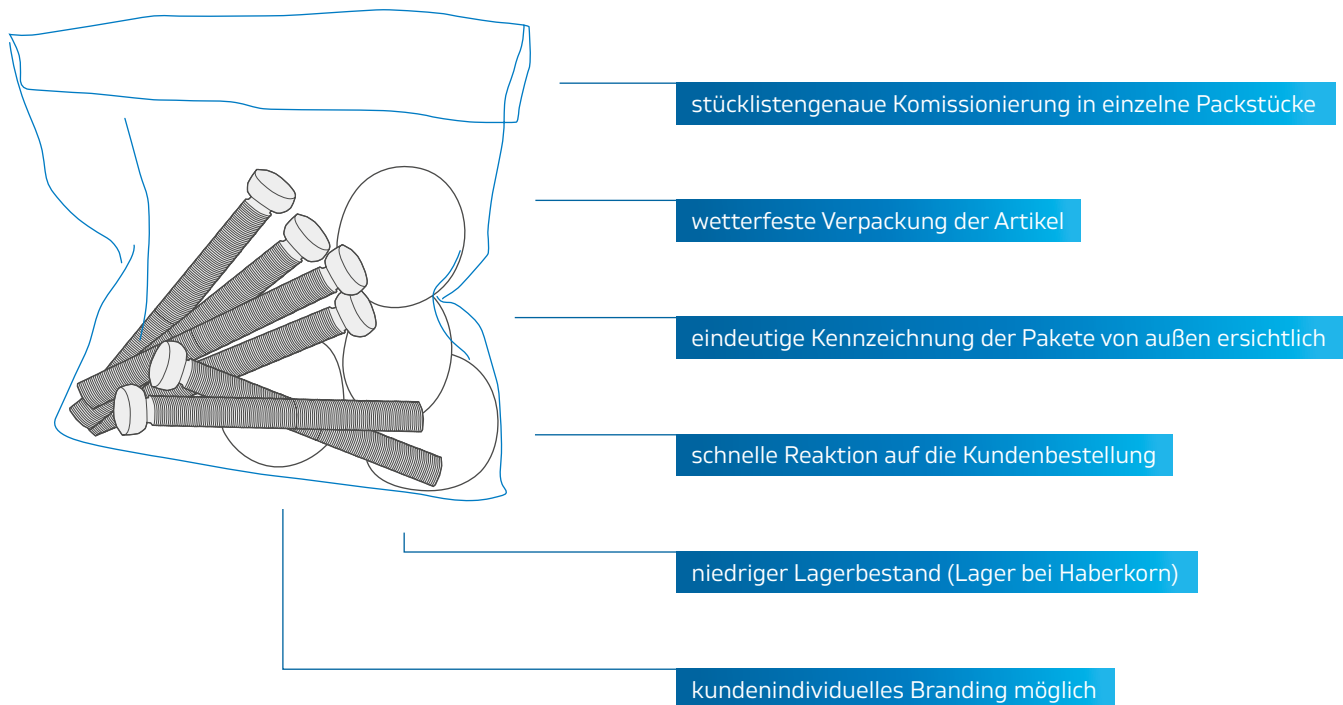 stücklistengenaue Komissionierung in einzelne Packstücke
wetterfeste Verpackung der Artikel
eindeutige Kennzeichnung der Pakete von außen ersichtlich
schnelle Reaktion auf die Kundenbestellung
niedriger Lagerbestand (Lager bei Haberkorn)
kundenindividuelles Branding möglich